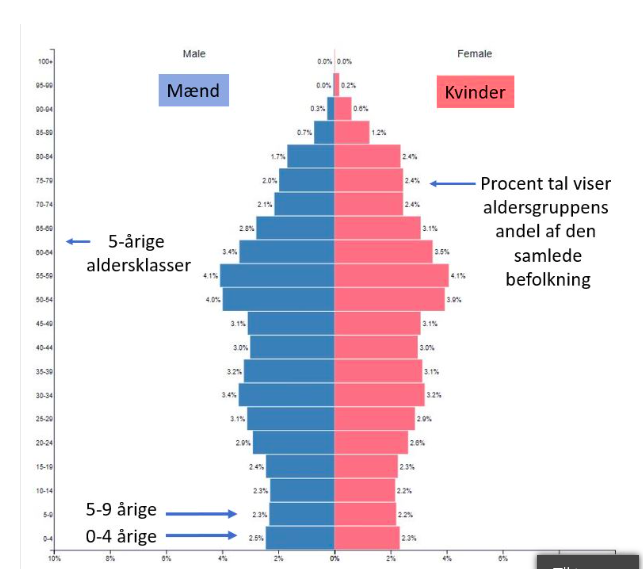 Male
Female
Mænd
Kvinder
100+ 0.0% 0.0%
95-99 0.0% 0.2%
90-94 0.3% 0.6%
85-89 0.7% 1.2%
80-84 1.7% 2.4%
75-79 2.0% 2.4%
70-74 2.1% 2.4%
65-69 2.8% 3.1%
60-64 3.4% 3.5%
55-59 4.1% 4.1%
50-54 4.0% 3.9%
45-49 3.1% 3.1%
40-44 3.0% 3.0%
35-39 3.2% 3.1%
30-34 3.4% 3.2%
25-29 3.1% 2.9%
20-24 2.9% 2.6%
15-19 2.4% 2.3%
10-14 2.3% 2.2%
5-9 2.3% 2.2%
0-4 2.5% 2.3%
Procent tal viser
aldersgruppens
andel af den
samlede
befolkning
5-årige
aldersklasser
5-9 årige
0-4 årige
10% 8% 6% 4% 2% 0% 2% 4% 6%